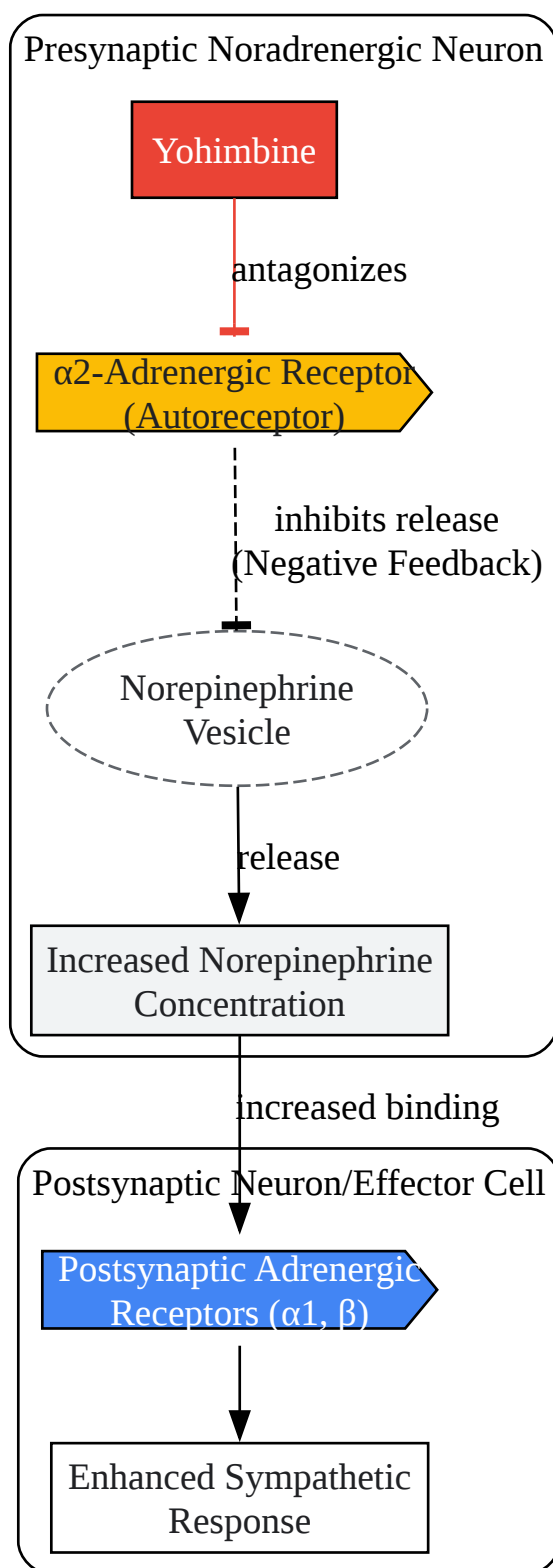 Presynaptic Noradrenergic Neuron
Yohimbine
antagonizes
α2-Adrenergic Receptor
(Autoreceptor)
inhibits release
(Negative Feedback)
Norepinephrine
Vesicle
release
Increased Norepinephrine
Concentration
increased binding
Postsynaptic Neuron/Effector Cell
Postsynaptic Adrenergic
Receptors (α1, β)
Enhanced Sympathetic
Response